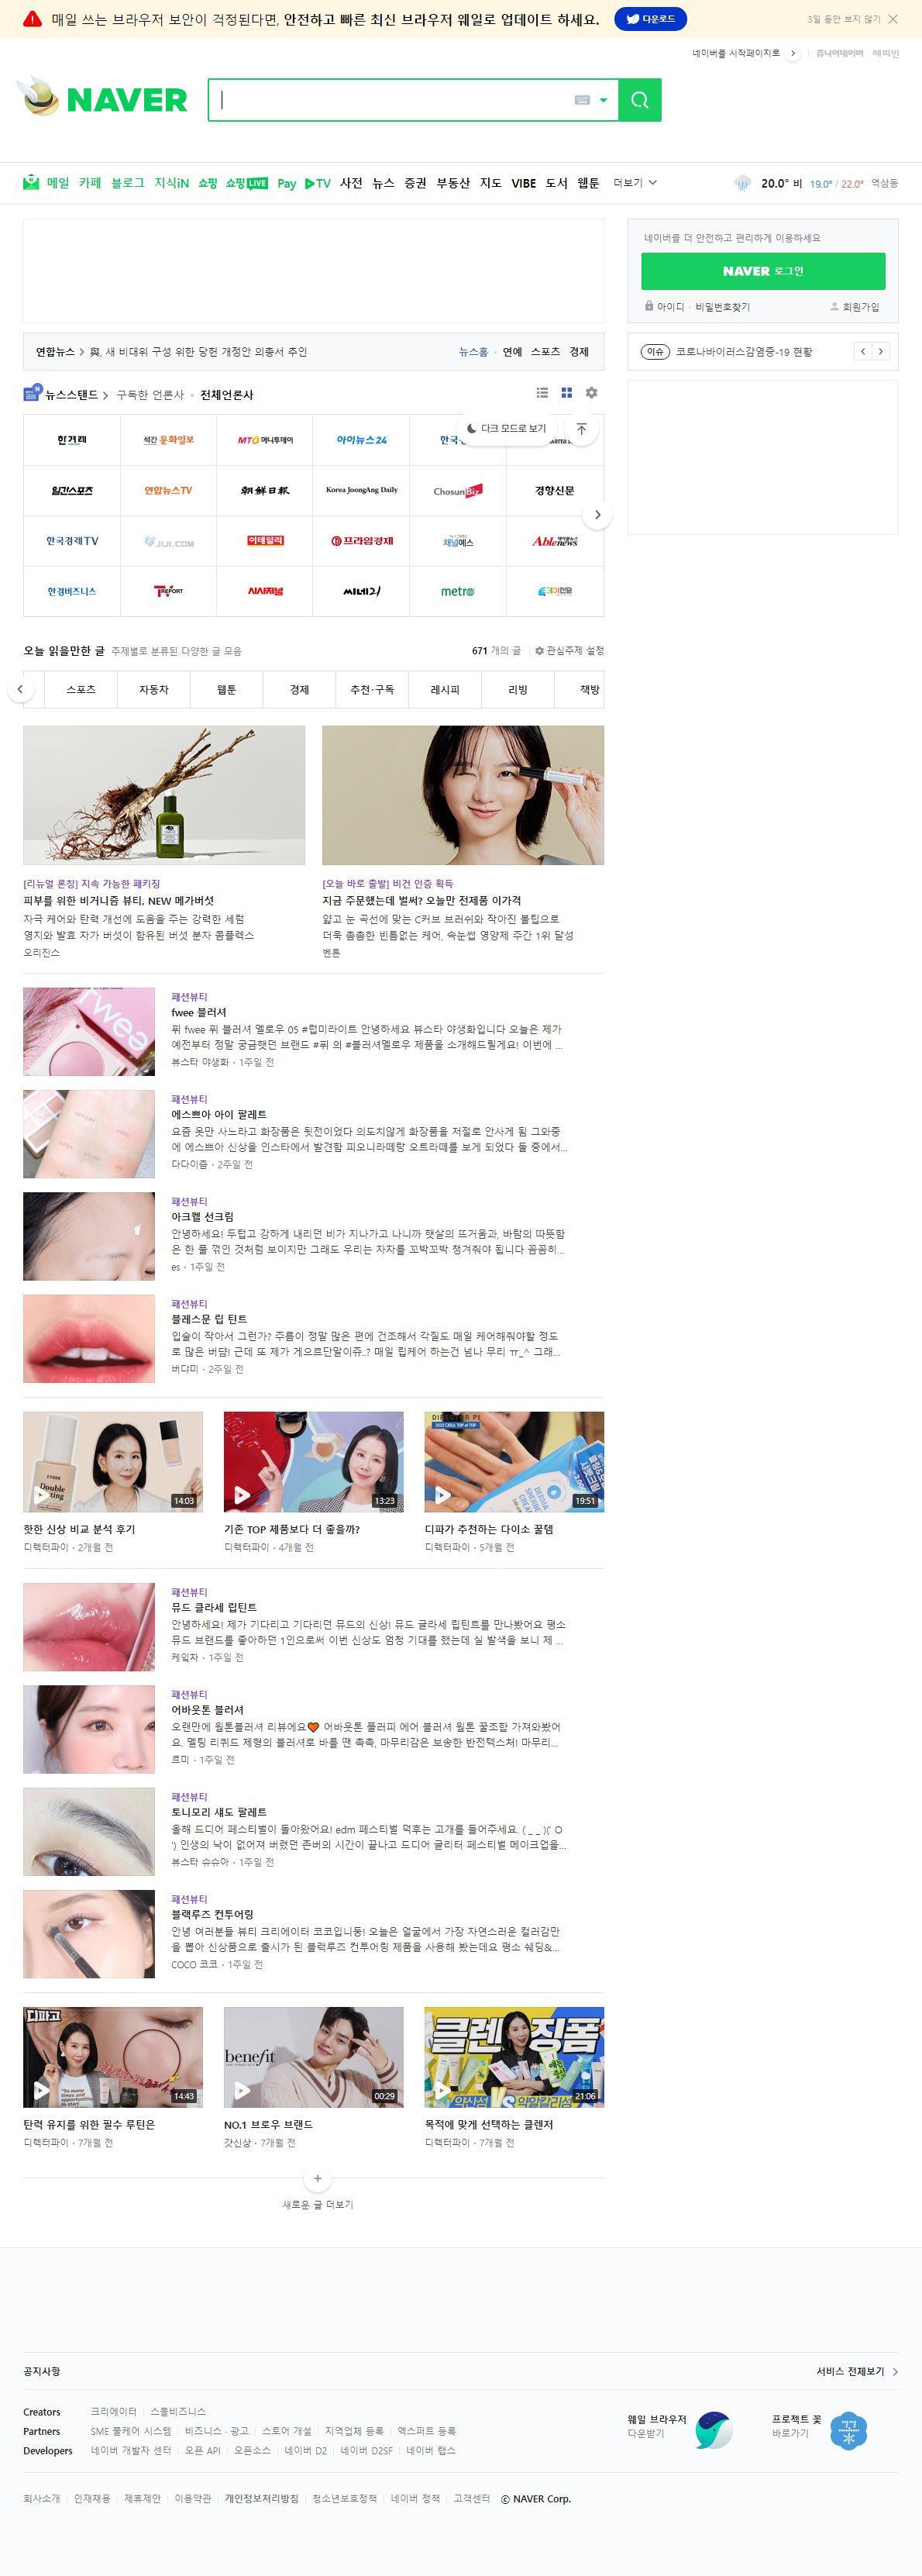 매일 쓰는 브라우저 보안이 걱정된다면, 안전하고 빠른 최신 브라우저 웨일로 업데이트 하세요. 다운로드 3일 동안 보지 않기
네이버를 시작페이지로 쥬니어네이버 해피빈
NAVER
메일 카페 블로그 지식iN 쇼핑 쇼핑LIVE Pay TV 사전 뉴스 증권 부동산 지도 VIBE 도서 웹툰 더보기 20.0° 비 19.0° / 22.0° 역삼동
네이버를 더 안전하고 편리하게 이용하세요
NAVER 로그인
아이디 · 비밀번호찾기 회원가입
연합뉴스 與, 새 비대위 구성 위한 당헌 개정안 의총서 추인 뉴스홈 · 연예 스포츠 경제
이슈 코로나바이러스감염증-19 현황
뉴스스탠드 구독한 언론사 · 전체언론사
한겨레 석간 문화일보 MTO 머니투데이 아이뉴스24
다크 모드로 보기
일간스포츠 연합뉴스TV 朝鮮日報 Korea JoongAng Daily ChosunBiz 경향신문
한국경제TV JIJI.COM 이데일리 프라임경제 채널예스 Able news
한경비즈니스 TV REPORT 시사저널 씨네21 metro
오늘 읽을만한 글 주제별로 분류된 다양한 글 모음 671 개의 글 관심주제 설정
스포츠 자동차 웹툰 경제 추천·구독 레시피 리빙 책방
[리뉴얼 론칭] 지속 가능한 패키징
피부를 위한 비거니즘 뷰티, NEW 메가버섯
자극 케어와 탄력 개선에 도움을 주는 강력한 세럼
영지와 발효 차가 버섯이 함유된 버섯 분자 콤플렉스
오리진스
[오늘 바로 출발] 비건 인증 획득
지금 주문했는데 벌써? 오늘만 전제품 이가격
얇고 눈 곡선에 맞는 C커브 브러쉬와 작아진 볼팁으로
더욱 촘촘한 빈틈없는 케어, 속눈썹 영양제 주간 1위 달성
벤튼
fwee
패션뷰티
fwee 블러셔
퓌 fwee 퓌 블러셔 멜로우 05 #럽미라이트 안녕하세요 뷰스타 야생화입니다 오늘은 제가
예전부터 정말 궁금했던 브랜드 #퓌 의 #블러셔멜로우 제품을 소개해드릴게요! 이번에 ...
뷰스타 야생화 · 1주일 전
패션뷰티
에스쁘아 아이 팔레트
요즘 옷만 사느라고 화장품은 뒷전이었다 의도치않게 화장품을 저절로 안사게 됨 그와중
에 에스쁘아 신상을 인스타에서 발견함 피오니라떼랑 오트라떼를 보게 되었다 둘 중에서...
다다이즘 · 2주일 전
패션뷰티
아크웰 선크림
안녕하세요! 두텁고 강하게 내리던 비가 지나가고 나니까 햇살의 뜨거움과, 바람의 따뜻함
은 한 풀 꺾인 것처럼 보이지만 그래도 우리는 자차를 꼬박꼬박 챙겨줘야 됩니다 꼼꼼히...
es · 1주일 전
패션뷰티
블레스문 립 틴트
입술이 작아서 그런가? 주름이 정말 많은 편에 건조해서 각질도 매일 케어해줘야할 정도
로 많은 버댬! 근데 또 제가 게으르단말이쥬..? 매일 립케어 하는건 넘나 무리 ㅠ_^ 그래...
버댜미 · 2주일 전
Double
14:03
13:23
19:51
핫한 신상 비교 분석 후기
디렉터파이 · 2개월 전
기존 TOP 제품보다 더 좋을까?
디렉터파이 · 4개월 전
디파가 추천하는 다이소 꿀템
디렉터파이 · 5개월 전
패션뷰티
뮤드 글라세 립틴트
안녕하세요! 제가 기다리고 기다리던 뮤드의 신상! 뮤드 글라세 립틴트를 만나봤어요 평소
뮤드 브랜드를 좋아하던 1인으로써 이번 신상도 엄청 기대를 했는데 실 발색을 보니 제 ...
케잌자 · 1주일 전
패션뷰티
어바웃톤 블러셔
오랜만에 웜톤블러셔 리뷰에요🧡 어바웃톤 플러피 에어 블러셔 웜톤 꿀조합 가져와봤어
요. 멜팅 리퀴드 제형의 블러셔로 바를 땐 촉촉, 마무리감은 보송한 반전텍스처! 마무리...
르미 · 1주일 전
패션뷰티
토니모리 섀도 팔레트
올해 드디어 페스티벌이 돌아왔어요! edm 페스티벌 덕후는 고개를 들어주세요. ( _ _ )(' O
') 인생의 낙이 없어져 버렸던 존버의 시간이 끝나고 드디어 글리터 페스티벌 메이크업을...
뷰스타 슈슈아 · 1주일 전
패션뷰티
블랙루즈 컨투어링
안녕 여러분들 뷰티 크리에이터 코코입니둥! 오늘은 얼굴에서 가장 자연스러운 컬러감만
을 뽑아 신상품으로 출시가 된 블랙루즈 컨투어링 제품을 사용해 봤는데요 평소 쉐딩&...
COCO 코코 · 1주일 전
디파고
14:43
benefit
00:29
클렌징폼
VS
21:06
탄력 유지를 위한 필수 루틴은
디렉터파이 · 7개월 전
NO.1 브로우 브랜드
갓신상 · 7개월 전
목적에 맞게 선택하는 클렌저
디렉터파이 · 7개월 전
새로운 글 더보기
공지사항 서비스 전체보기
Creators 크리에이터 스몰비즈니스
Partners SME 풀케어 시스템 비즈니스 · 광고 스토어 개설 지역업체 등록 엑스퍼트 등록
Developers 네이버 개발자 센터 오픈 API 오픈소스 네이버 D2 네이버 D2SF 네이버 랩스
웨일 브라우저
다운받기
프로젝트 꽃
바로가기
회사소개 인재채용 제휴제안 이용약관 개인정보처리방침 청소년보호정책 네이버 정책 고객센터 ⓒ NAVER Corp.